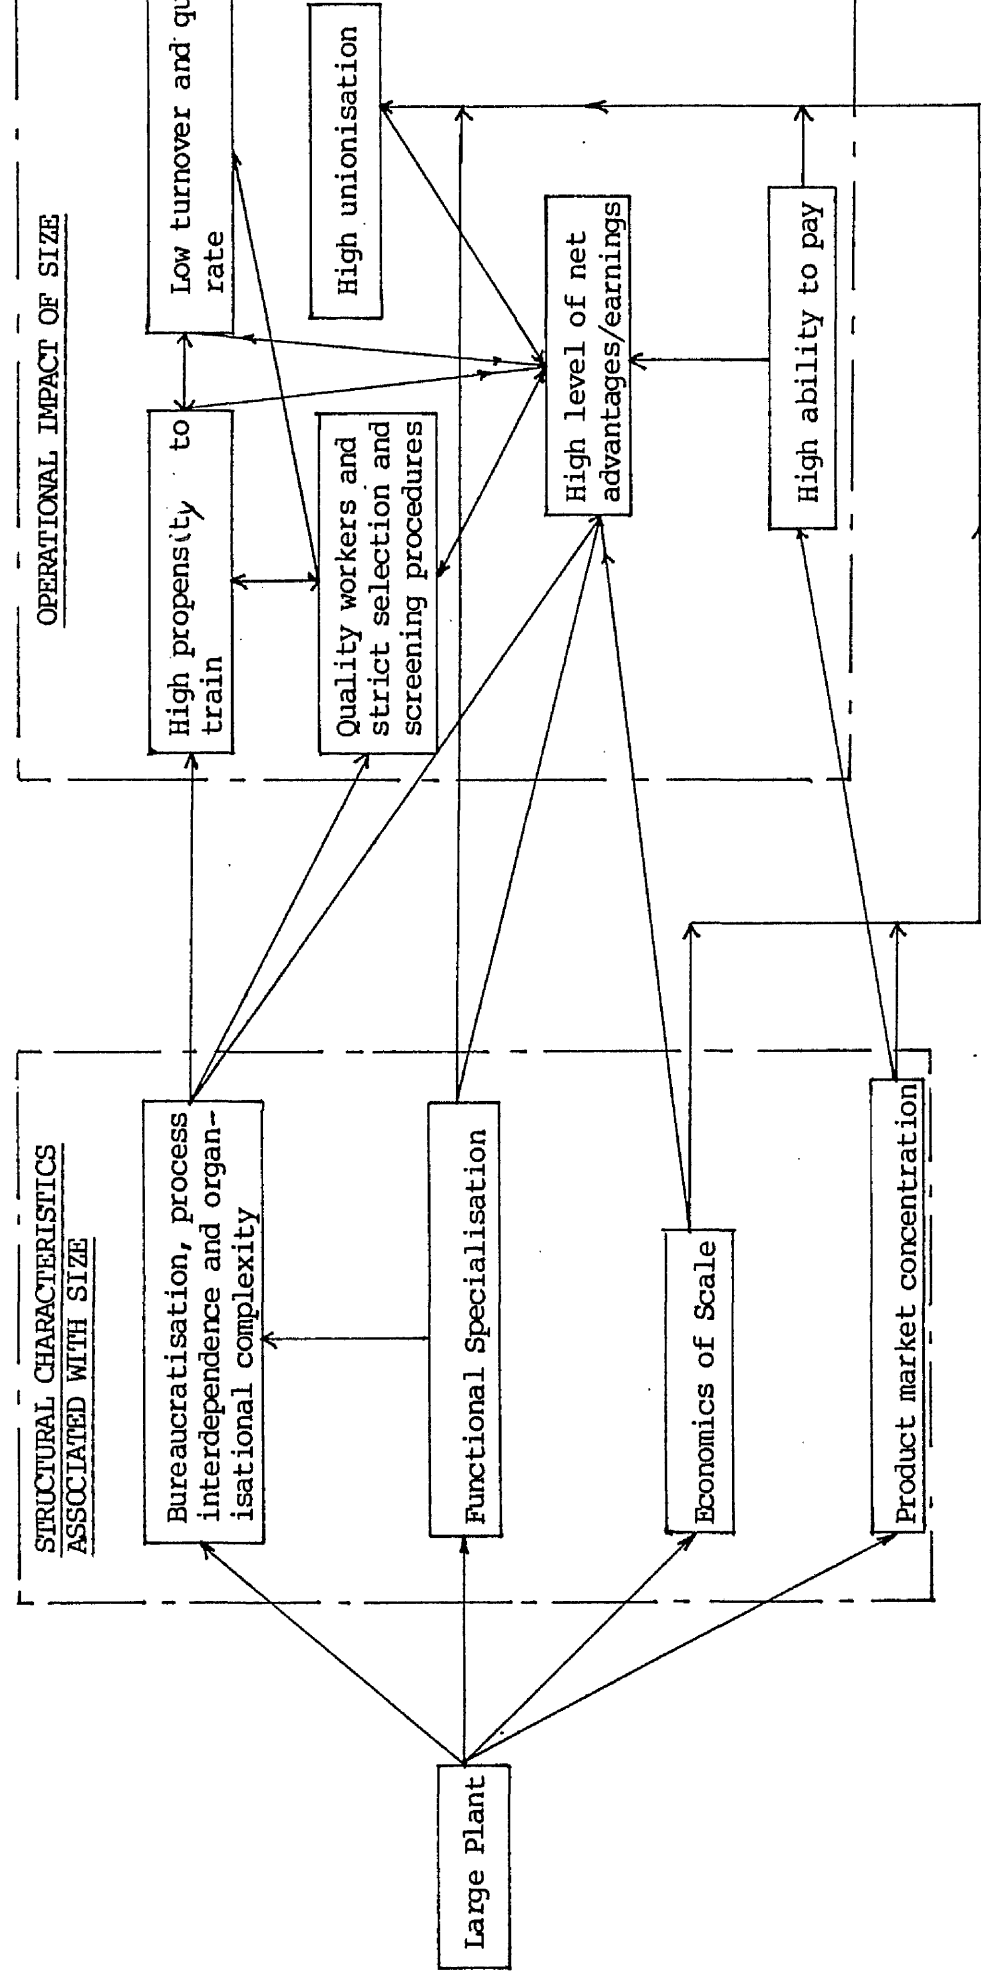 STRUCTURAL CHARACTERISTICS
ASSOCIATED WITH SIZE
OPERATIONAL IMPACT OF SIZE
Large Plant
Bureaucratisation, process
interdependence and organ-
isational complexity
Functional Specialisation
Economics of Scale
Product market concentration
High propensity to
train
Low turnover and qu
rate
Quality workers and
strict selection and
screening procedures
High unionisation
High level of net
advantages/earnings
High ability to pay